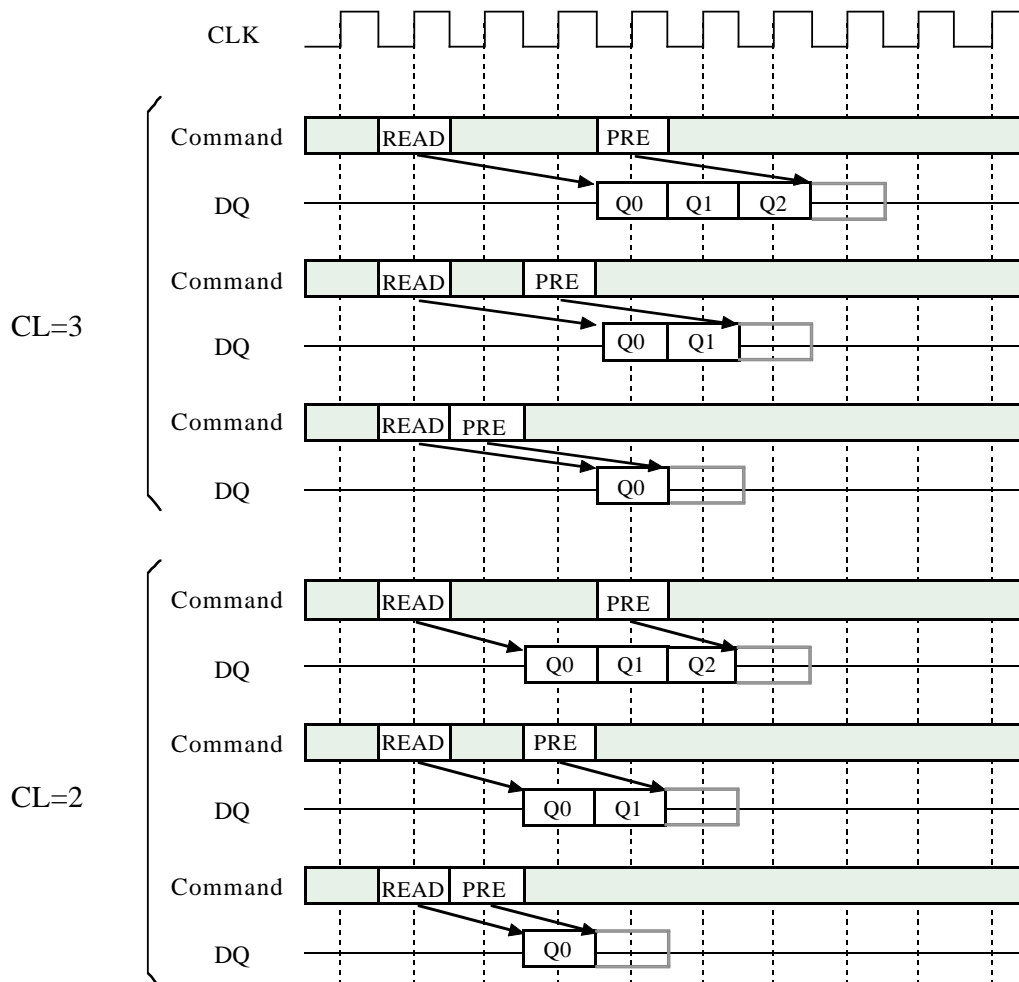 CLK
Command READ PRE
DQ Q0 Q1 Q2
Command READ PRE
CL=3
DQ Q0 Q1
Command READ PRE
DQ Q0
Command READ PRE
DQ Q0 Q1 Q2
Command READ PRE
CL=2
DQ Q0 Q1
Command READ PRE
DQ Q0